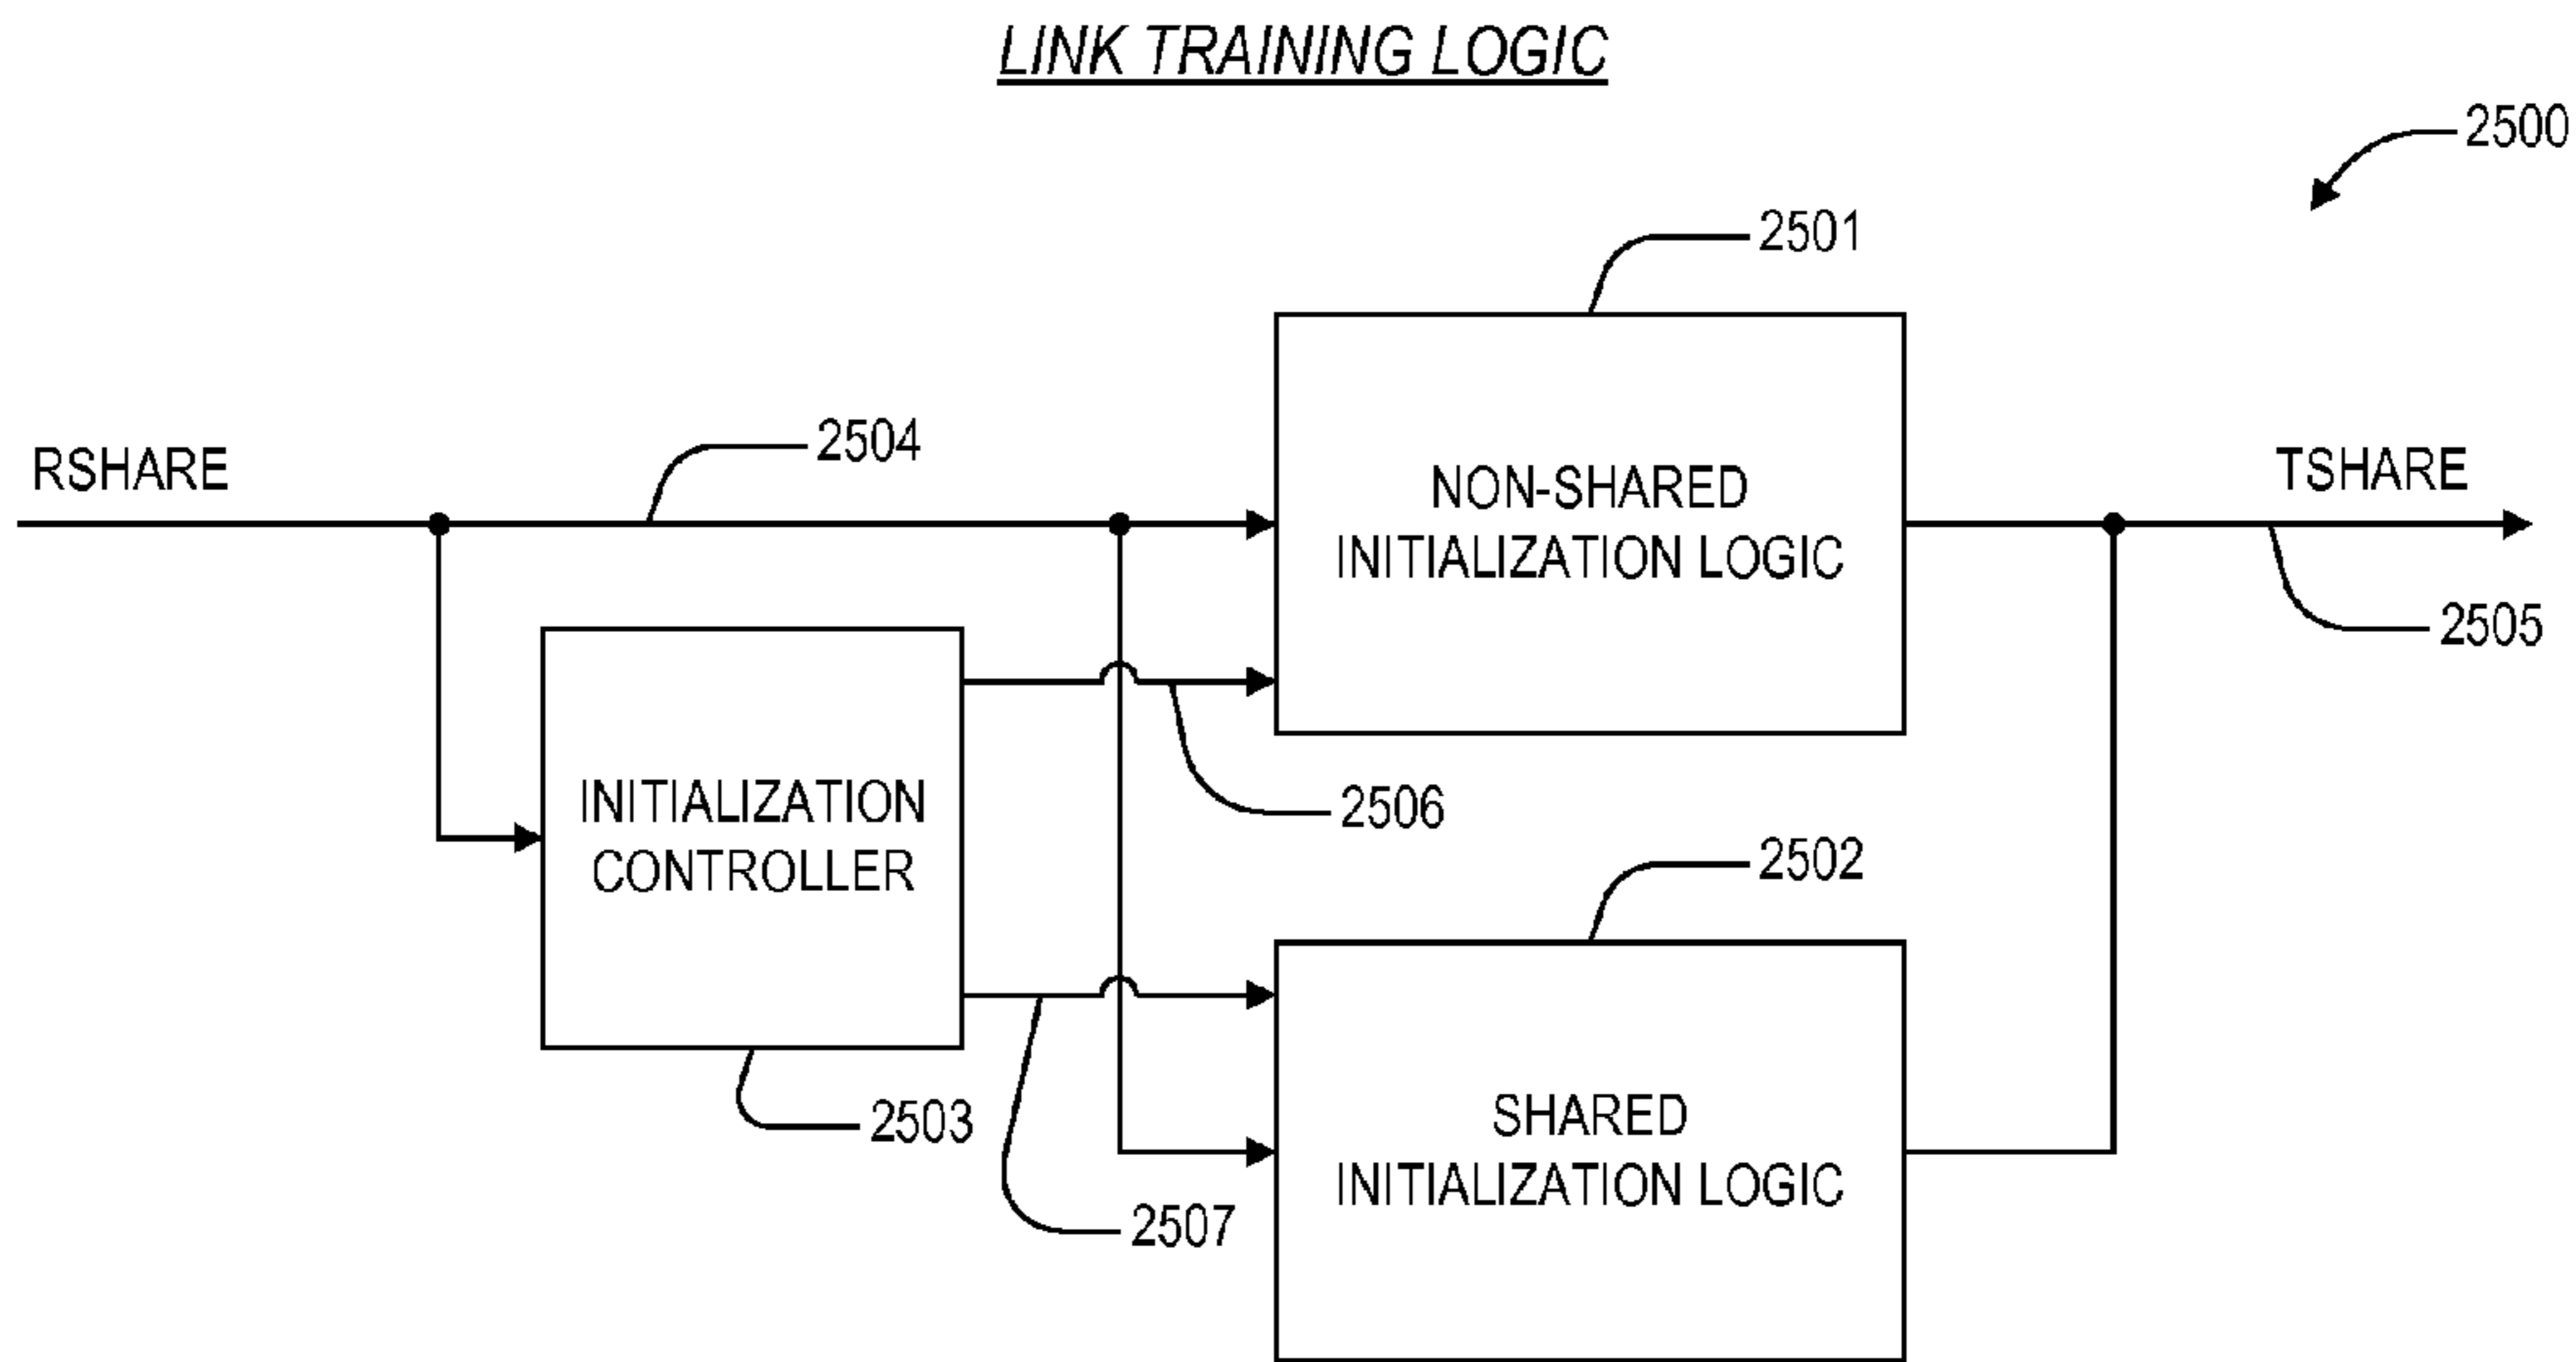 LINK TRAINING LOGIC
2500
2501
2504
RSHARE
NON-SHARED
INITIALIZATION LOGIC
TSHARE
2505
INITIALIZATION
CONTROLLER
2506
2502
2503
SHARED
INITIALIZATION LOGIC
2507